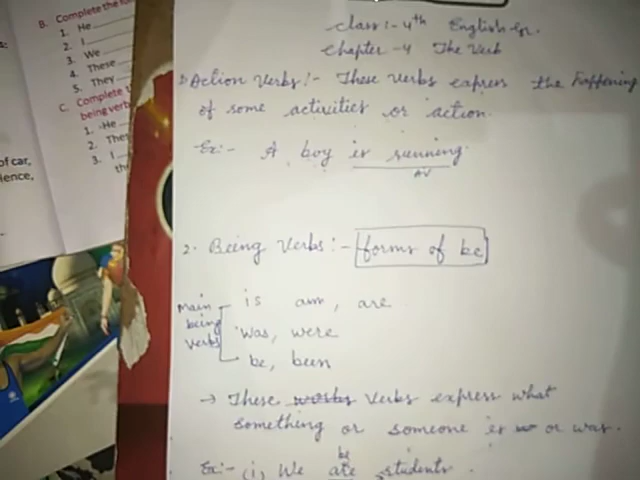 B. Complete the
1. He
2. I
3. We
4. These
5. They
C. Complete
being verb
1. He
2. Thes
3. I
th
of car,
Hence,
Class:- 4th English Gr.
Chapter -4 The Verb
Action Verbs:- These verbs express the happening
of some activities or action.
Ex:- A boy is running.
AV
2. Being Verbs:- forms of be
main being verbs
is am, are
was, were
be, been
→ These verbs express what
something or someone is or was.
be
Ex:- (i) We are students.